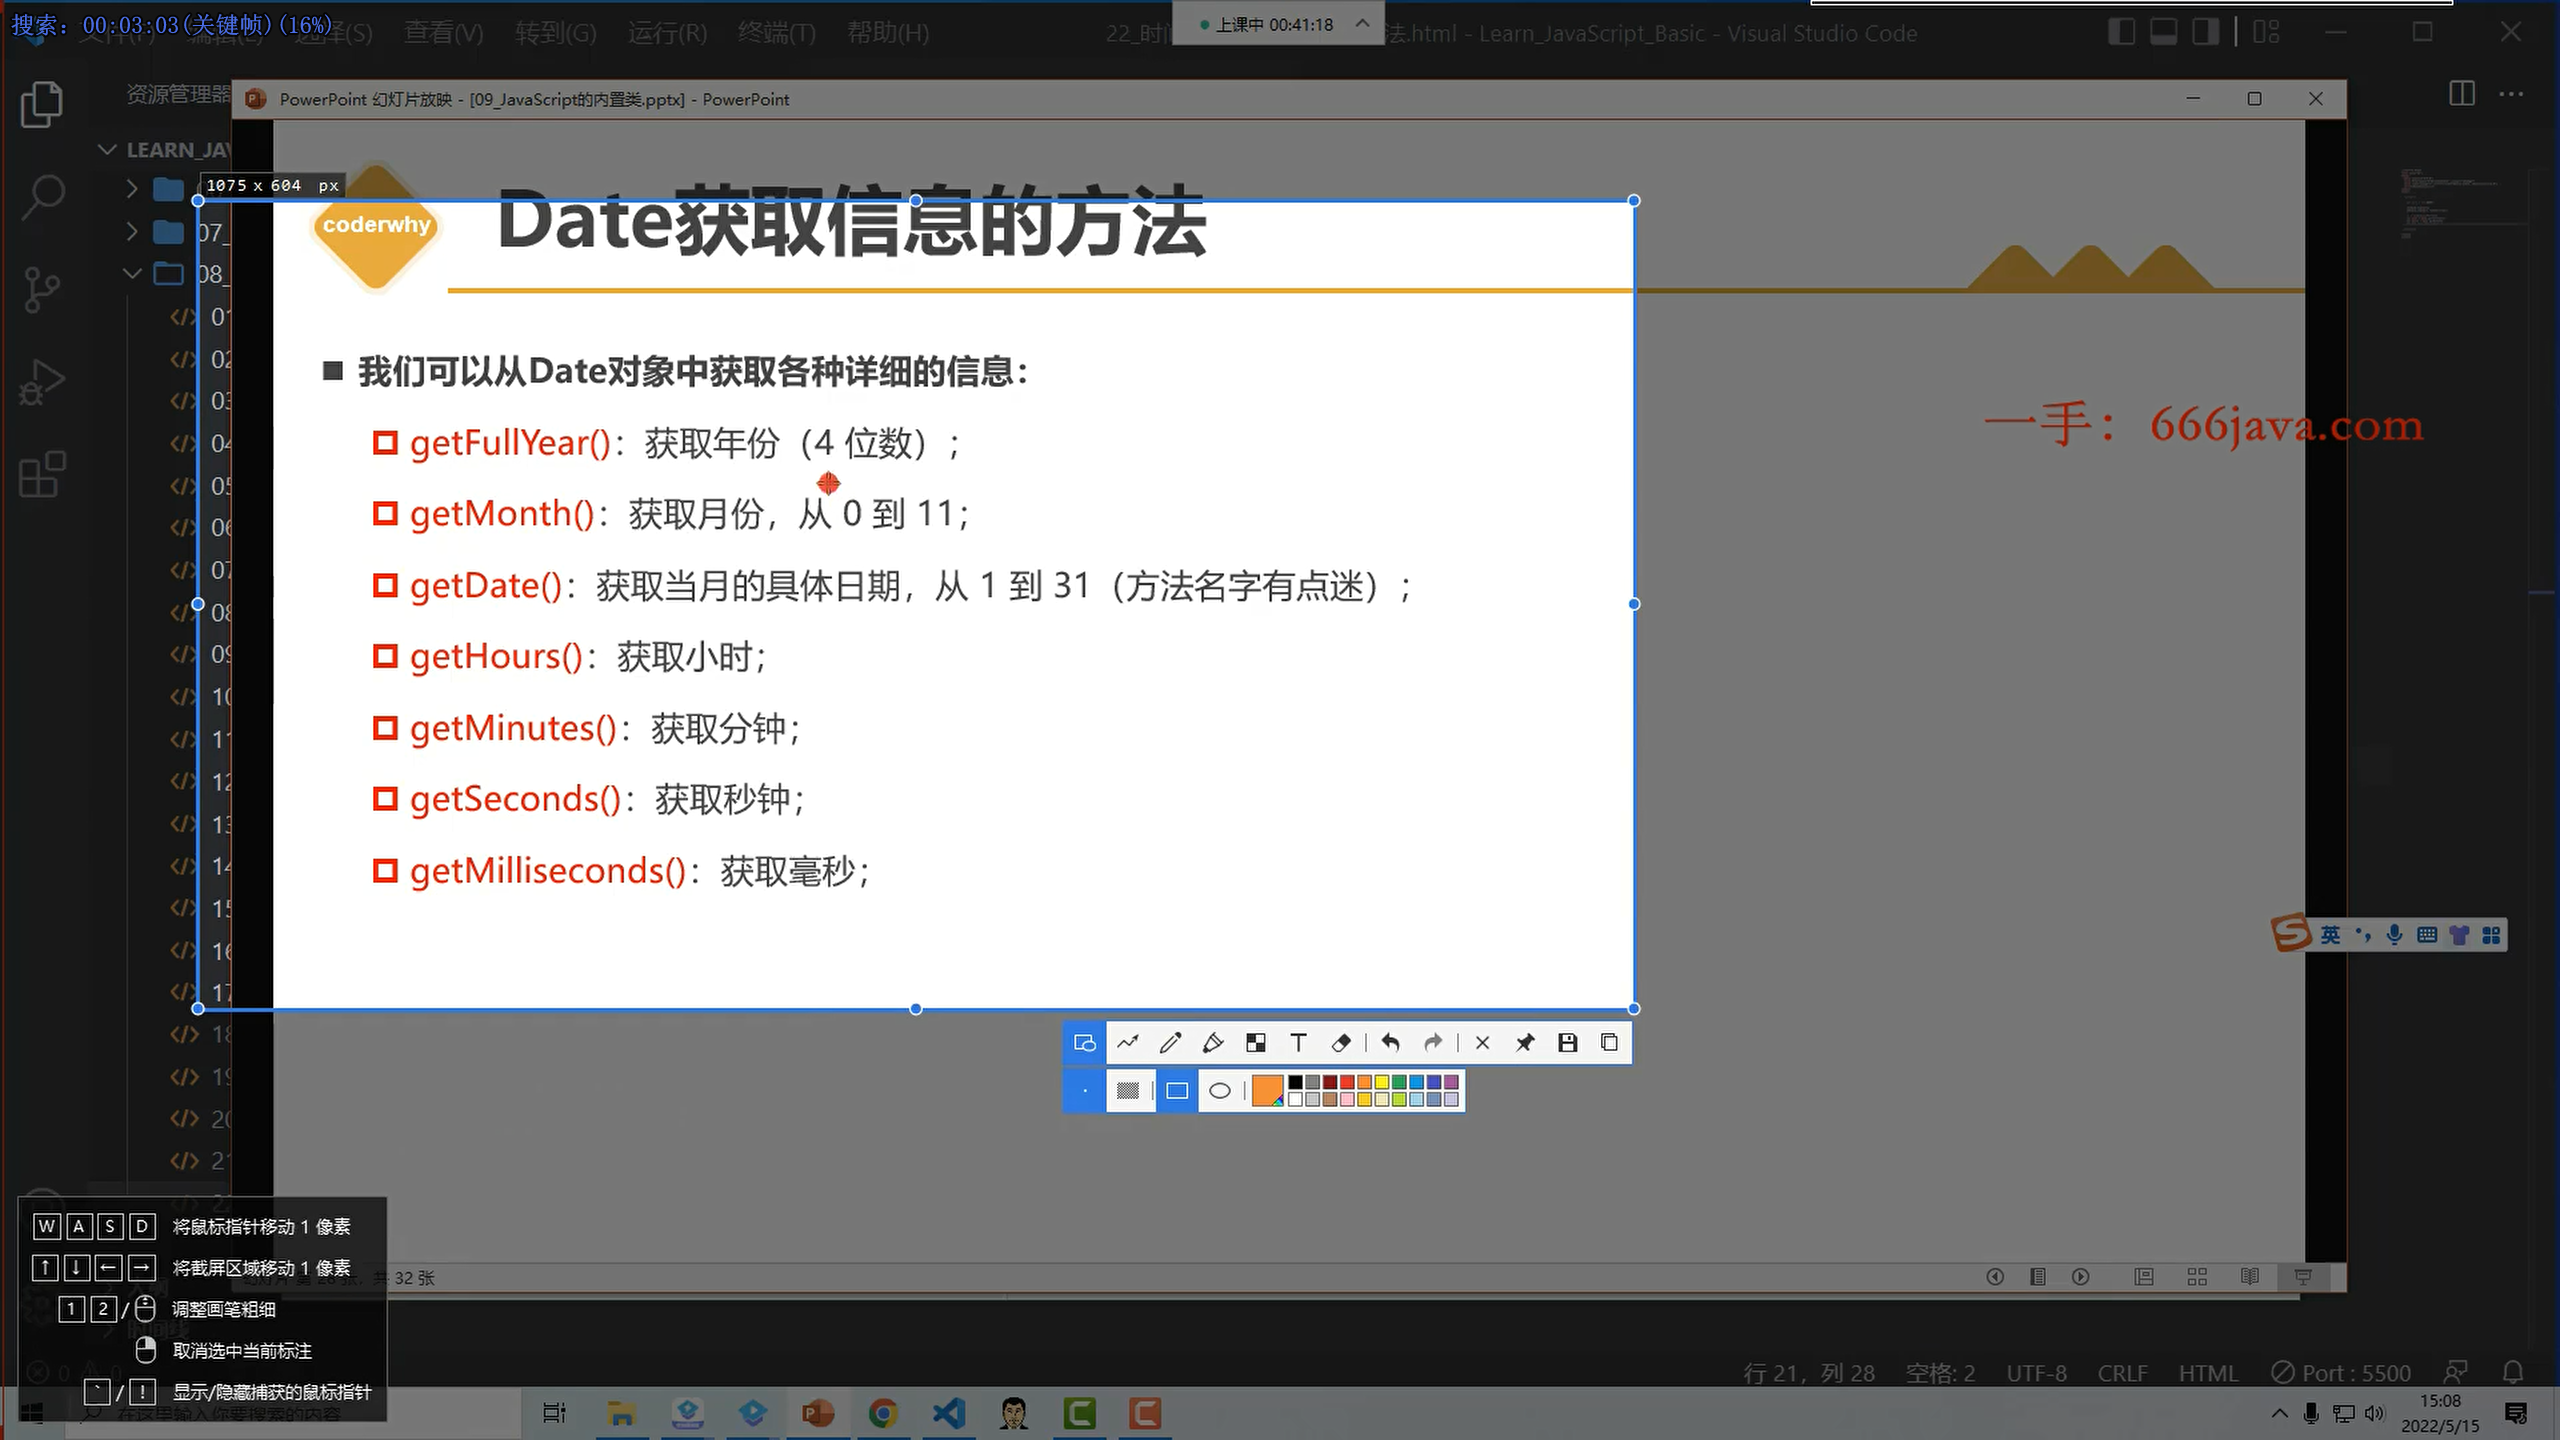 搜索: 00:03:03(关键帧)(16%)
选择(S) 查看(V) 转到(G) 运行(R) 终端(T) 帮助(H)
上课中 00:41:18
法.html - Learn_JavaScript_Basic - Visual Studio Code
资源管理器
PowerPoint 幻灯片放映 - [09_JavaScript的内置类.pptx] - PowerPoint
LEARN_JAV
1075 x 604 px
07_
08_
coderwhy
Date获取信息的方法
我们可以从Date对象中获取各种详细的信息：
getFullYear()：获取年份（4 位数）；
getMonth()：获取月份，从 0 到 11；
getDate()：获取当月的具体日期，从 1 到 31（方法名字有点迷）；
getHours()：获取小时；
getMinutes()：获取分钟；
getSeconds()：获取秒钟；
getMilliseconds()：获取毫秒；
一手：666java.com
01
02
03
04
05
06
07
08
09
10
11
12
13
14
15
16
17
18
19
20
21
英
W A S D 将鼠标指针移动 1 像素
↑ ↓ ← → 将截屏区域移动 1 像素
1 2 / 调整画笔粗细
取消选中当前标注
` / ! 显示/隐藏捕获的鼠标指针
共 32 张
行 21，列 28 空格: 2 UTF-8 CRLF HTML Port : 5500
在这里输入你要搜索的内容
15:08
2022/5/15